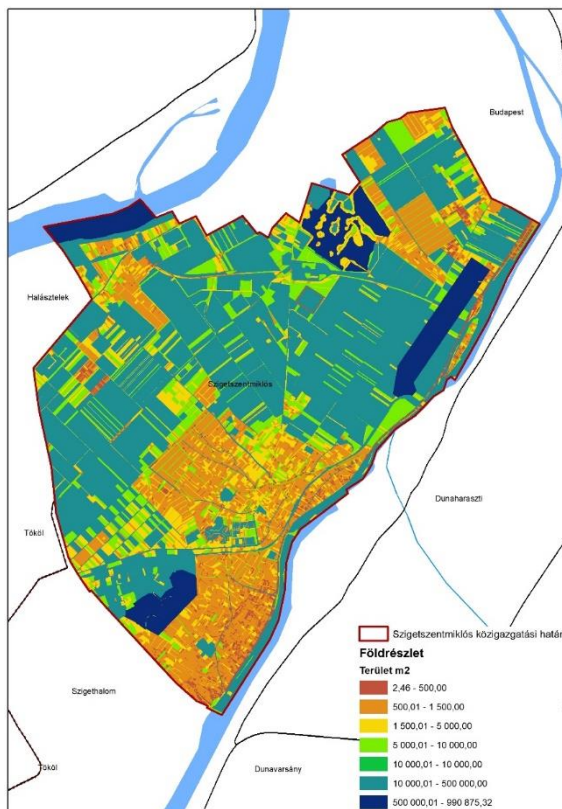 Budapest
Halásztelek
Szigetszentmiklós
Dunaharaszti
Tököl
Szigethalom
Tököl
Dunavarsány
Szigetszentmiklós közigazgatási határ
Földrészlet
Terület m2
2,46 - 500,00
500,01 - 1 500,00
1 500,01 - 5 000,00
5 000,01 - 10 000,00
10 000,01 - 10 000,00
10 000,01 - 500 000,00
500 000,01 - 990 875,32